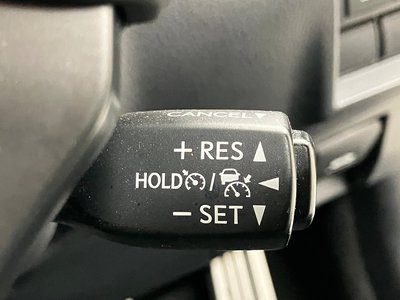 CANCEL▼
+ RES ▲
HOLD / ◀
− SET ▼